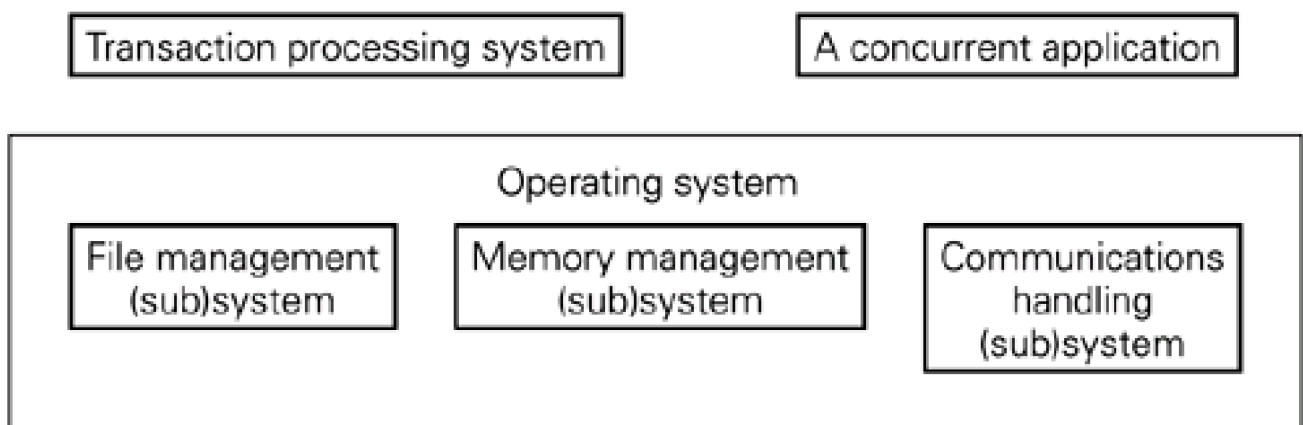 Transaction processing system
A concurrent application
Operating system
File management
(sub)system
Memory management
(sub)system
Communications
handling
(sub)system